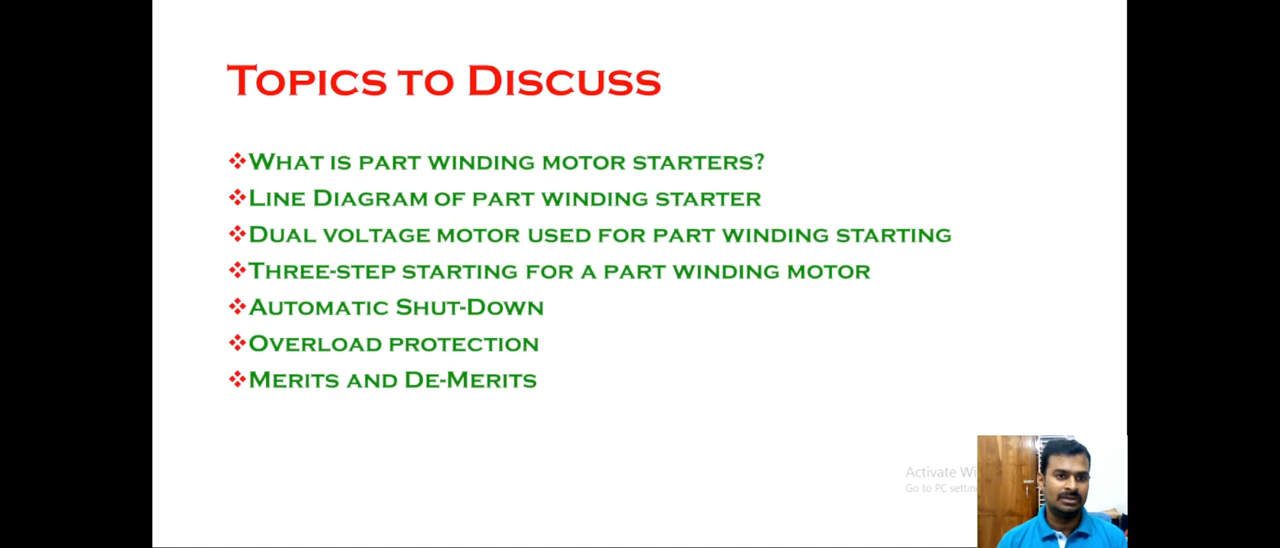 Topics to Discuss
❖What is part winding motor starters?
❖Line Diagram of part winding starter
❖Dual voltage motor used for part winding starting
❖Three-step starting for a part winding motor
❖Automatic Shut-Down
❖Overload protection
❖Merits and De-Merits
Activate Wi
Go to PC settin